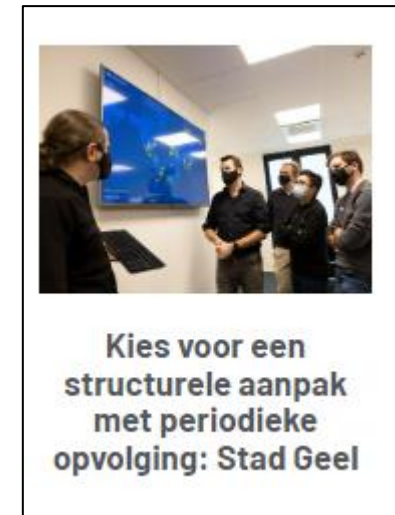 Kies voor een
structurele aanpak
met periodieke
opvolging: Stad Geel